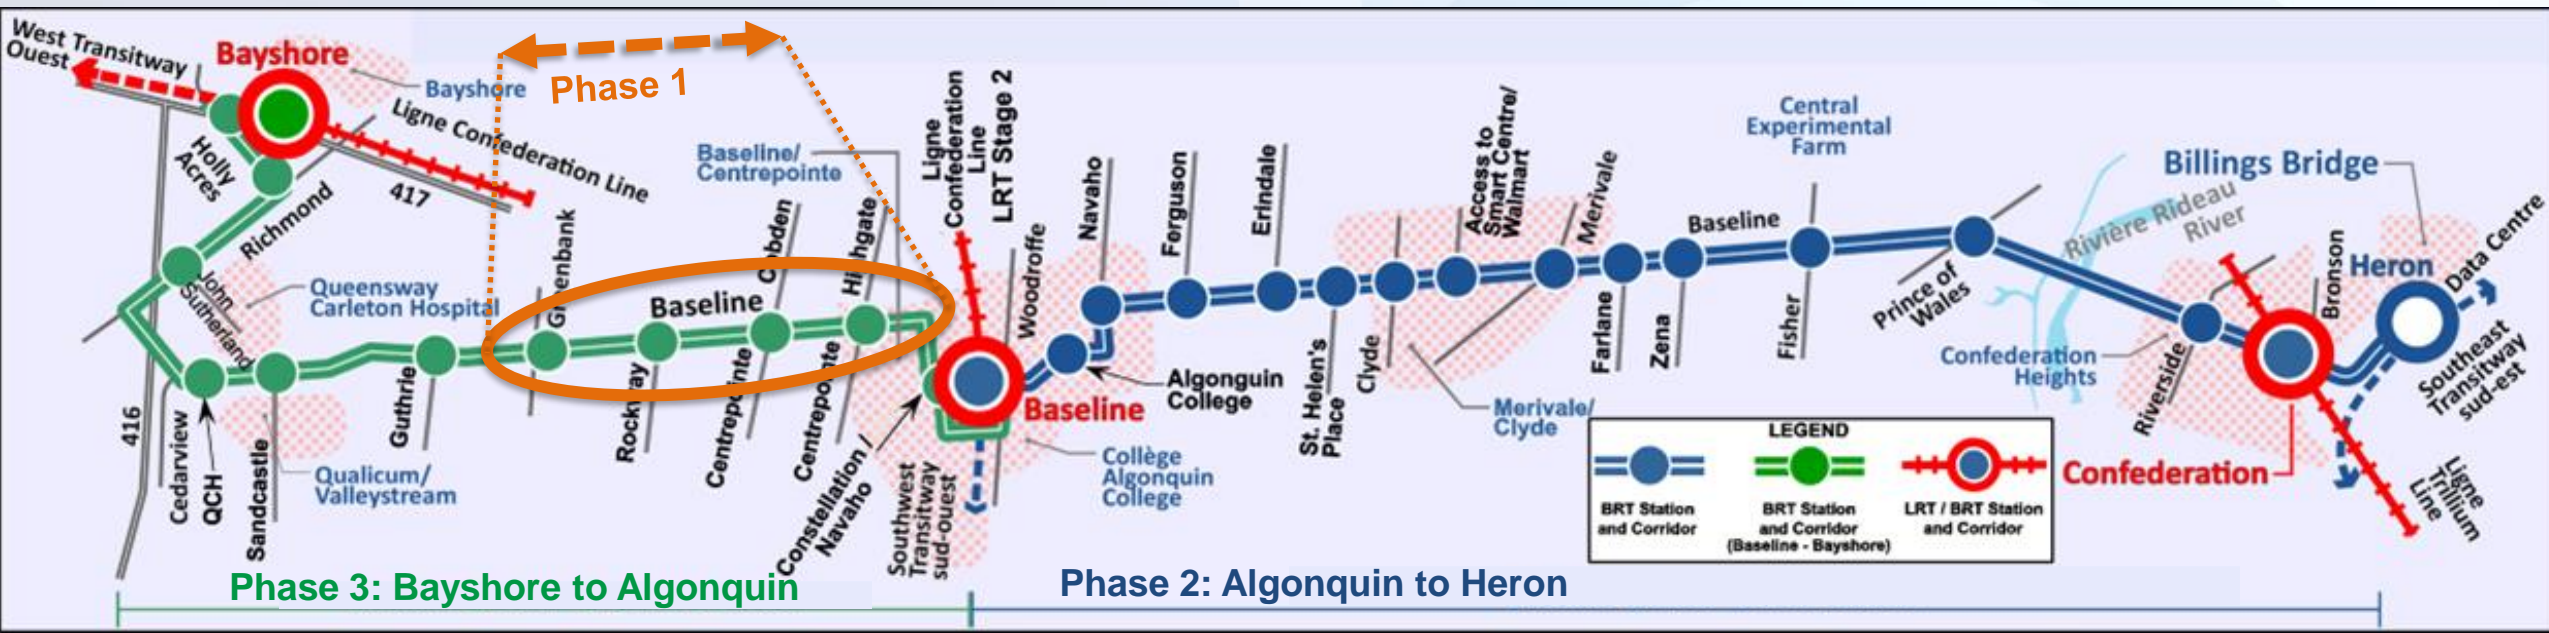 West Transitway
Ouest
Bayshore
Bayshore
Phase 1
Ligne Confederation Line
417
Holly
Acres
Richmond
John
Sutherland
Queensway
Carleton Hospital
416
Cedarview
QCH
Sandcastle
Qualicum/
Valleystream
Guthrie
Greenbank
Rockway
Baseline
Cobden
Centrepointe
Highgate
Centrepointe
Baseline/
Centrepointe
Constellation /
Navaho
Southwest
Transitway
sud-ouest
Ligne
Confederation
Line
LRT Stage 2
Woodroffe
Baseline
Algonguin
College
Collège
Algonquin
College
Navaho
Ferguson
Erindale
St. Helen's
Place
Clyde
Access to
Smart Centre/
Walmart
Merivale
Merivale/
Clyde
Farlane
Zena
Baseline
Central
Experimental
Farm
Fisher
Prince of
Wales
Rivière Rideau
River
Billings Bridge
Heron
Data Centre
Bronson
Confederation
Heights
Riverside
Confederation
Southeast
Transitway
sud-est
Ligne
Trillium
Line
LEGEND
BRT Station
and Corridor
BRT Station
and Corridor
(Baseline - Bayshore)
LRT / BRT Station
and Corridor
Phase 3: Bayshore to Algonquin
Phase 2: Algonquin to Heron